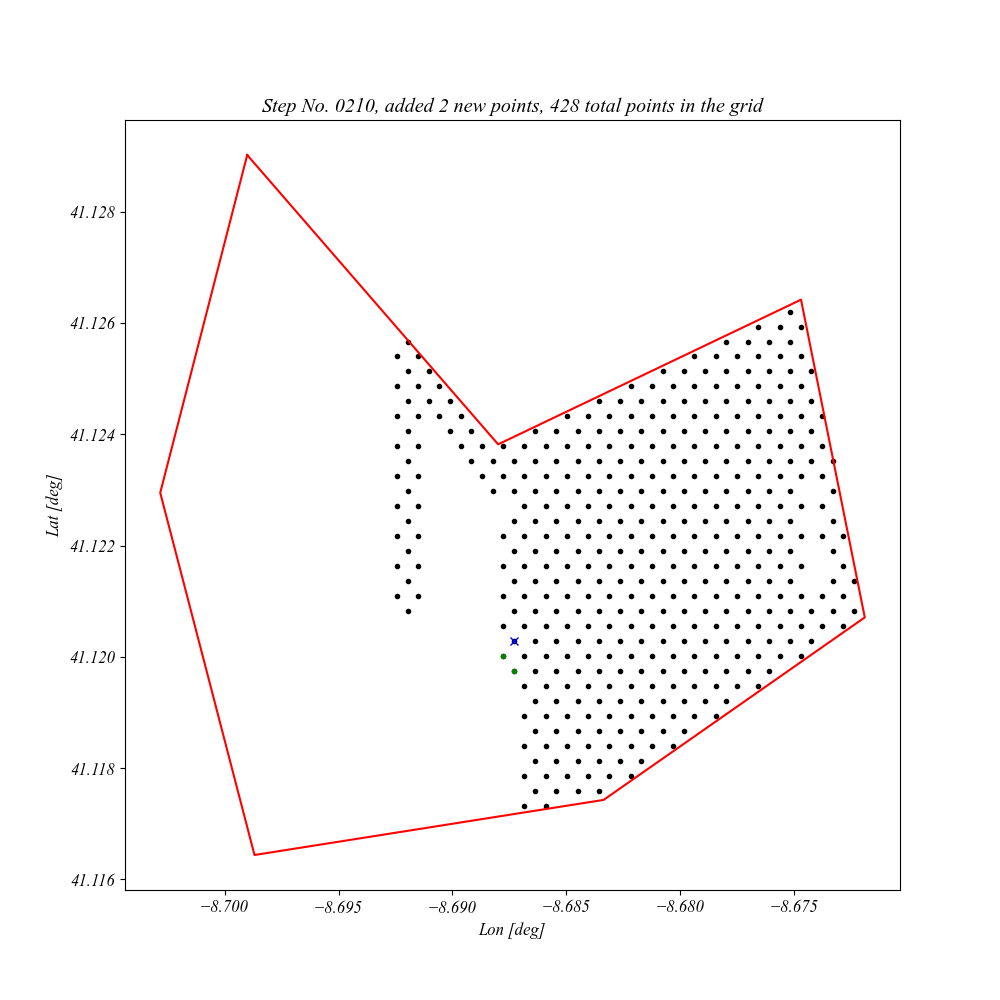 Step No. 0210, added 2 new points, 428 total points in the grid
41.128
41.126
41.124
41.122
41.120
41.118
41.116
Lat [deg]
−8.700 −8.695 −8.690 −8.685 −8.680 −8.675
Lon [deg]